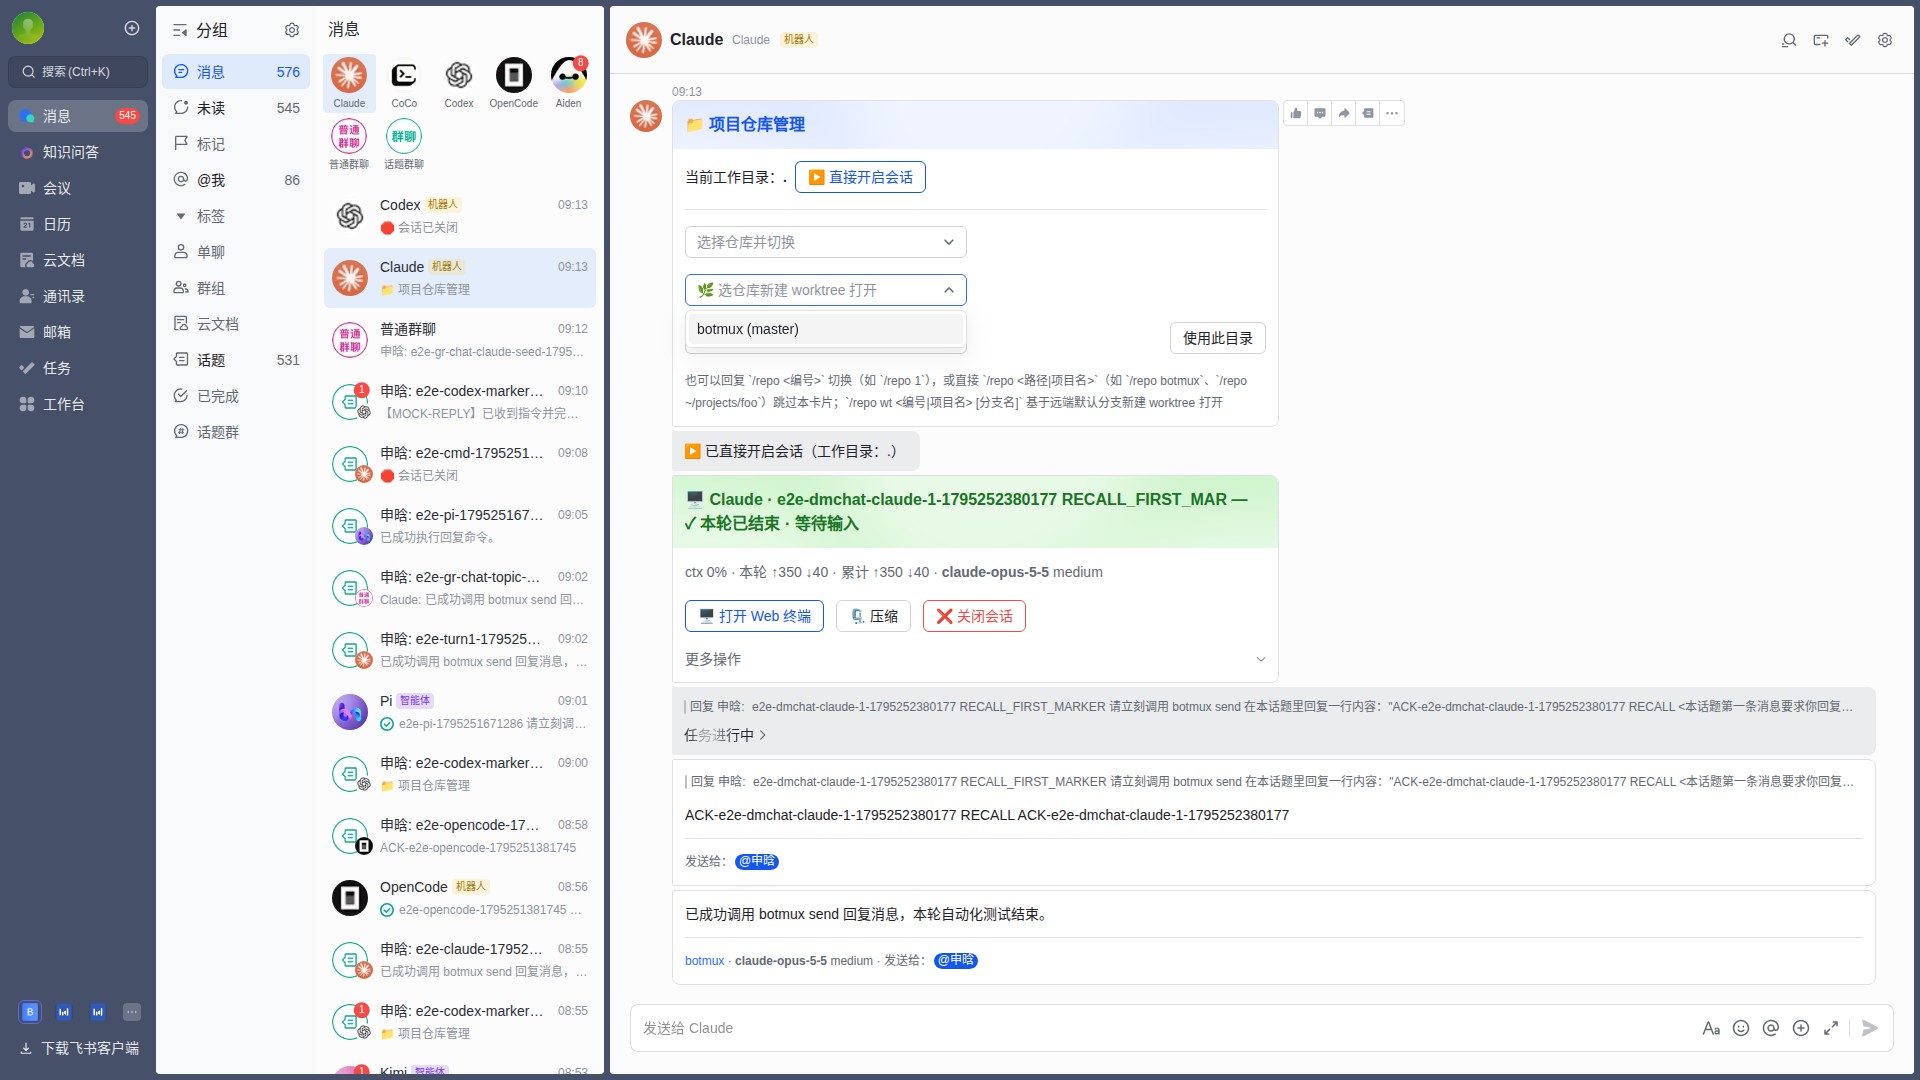 搜索 (Ctrl+K)
消息
545
知识问答
会议
日历
云文档
通讯录
邮箱
任务
工作台
下载飞书客户端
分组
消息
576
未读
545
标记
@我
86
标签
单聊
群组
云文档
话题
531
已完成
话题群
消息
Claude
CoCo
Codex
OpenCode
8
Aiden
普通群聊
普通群聊
群聊
话题群聊
Codex 机器人 09:13
会话已关闭
Claude 机器人 09:13
项目仓库管理
普通群聊 09:12
申晗: e2e-gr-chat-claude-seed-1795…
申晗: e2e-codex-marker… 09:10
【MOCK-REPLY】已收到指令并完…
申晗: e2e-cmd-1795251… 09:08
会话已关闭
申晗: e2e-pi-179525167… 09:05
已成功执行回复命令。
申晗: e2e-gr-chat-topic-… 09:02
Claude: 已成功调用 botmux send 回…
申晗: e2e-turn1-179525… 09:02
已成功调用 botmux send 回复消息，…
Pi 智能体 09:01
e2e-pi-1795251671286 请立刻调…
申晗: e2e-codex-marker… 09:00
项目仓库管理
申晗: e2e-opencode-17… 08:58
ACK-e2e-opencode-1795251381745
OpenCode 机器人 08:56
e2e-opencode-1795251381745 …
申晗: e2e-claude-17952… 08:55
已成功调用 botmux send 回复消息，…
申晗: e2e-codex-marker… 08:55
项目仓库管理
Kimi 智能体 08:53
Claude Claude 机器人
09:13
项目仓库管理
当前工作目录：. 直接开启会话
选择仓库并切换
选仓库新建 worktree 打开
botmux (master)
使用此目录
也可以回复 `/repo <编号>` 切换（如 `/repo 1`），或直接 `/repo <路径|项目名>`（如 `/repo botmux`、`/repo
~/projects/foo`）跳过本卡片；`/repo wt <编号|项目名> [分支名]` 基于远端默认分支新建 worktree 打开
已直接开启会话（工作目录：.）
Claude · e2e-dmchat-claude-1-1795252380177 RECALL_FIRST_MAR —
✓ 本轮已结束 · 等待输入
ctx 0% · 本轮 ↑350 ↓40 · 累计 ↑350 ↓40 · claude-opus-5-5 medium
打开 Web 终端
压缩
关闭会话
更多操作
回复 申晗: e2e-dmchat-claude-1-1795252380177 RECALL_FIRST_MARKER 请立刻调用 botmux send 在本话题里回复一行内容："ACK-e2e-dmchat-claude-1-1795252380177 RECALL <本话题第一条消息要求你回复…
任务进行中
回复 申晗: e2e-dmchat-claude-1-1795252380177 RECALL_FIRST_MARKER 请立刻调用 botmux send 在本话题里回复一行内容："ACK-e2e-dmchat-claude-1-1795252380177 RECALL <本话题第一条消息要求你回复…
ACK-e2e-dmchat-claude-1-1795252380177 RECALL ACK-e2e-dmchat-claude-1-1795252380177
发送给：@申晗
已成功调用 botmux send 回复消息，本轮自动化测试结束。
botmux · claude-opus-5-5 medium · 发送给：@申晗
发送给 Claude